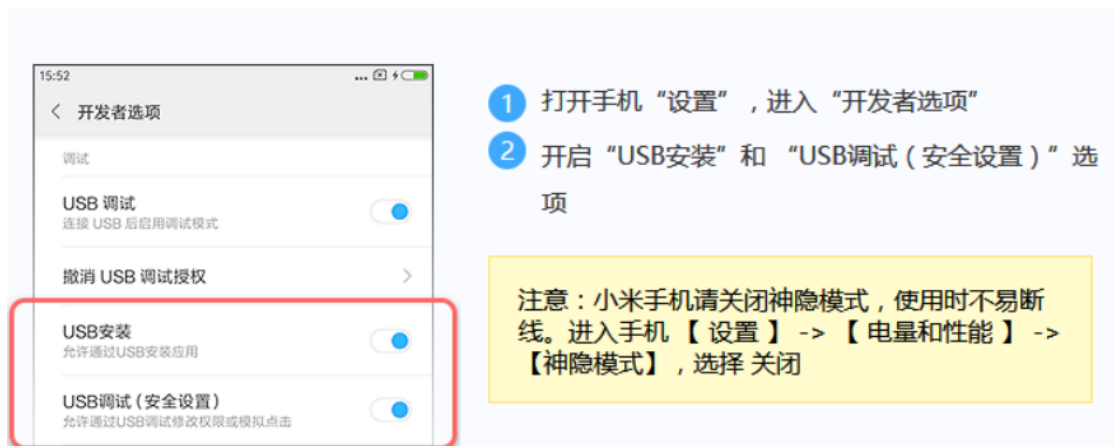 15:52
...
开发者选项
调试
USB 调试
连接 USB 后启用调试模式
撤消 USB 调试授权
USB安装
允许通过USB安装应用
USB调试（安全设置）
允许通过USB调试修改权限或模拟点击
1 打开手机“设置”，进入“开发者选项”
2 开启“USB安装”和 “USB调试（安全设置）”选
项
注意：小米手机请关闭神隐模式，使用时不易断
线。进入手机 【 设置 】 -> 【 电量和性能 】 ->
【神隐模式】，选择 关闭